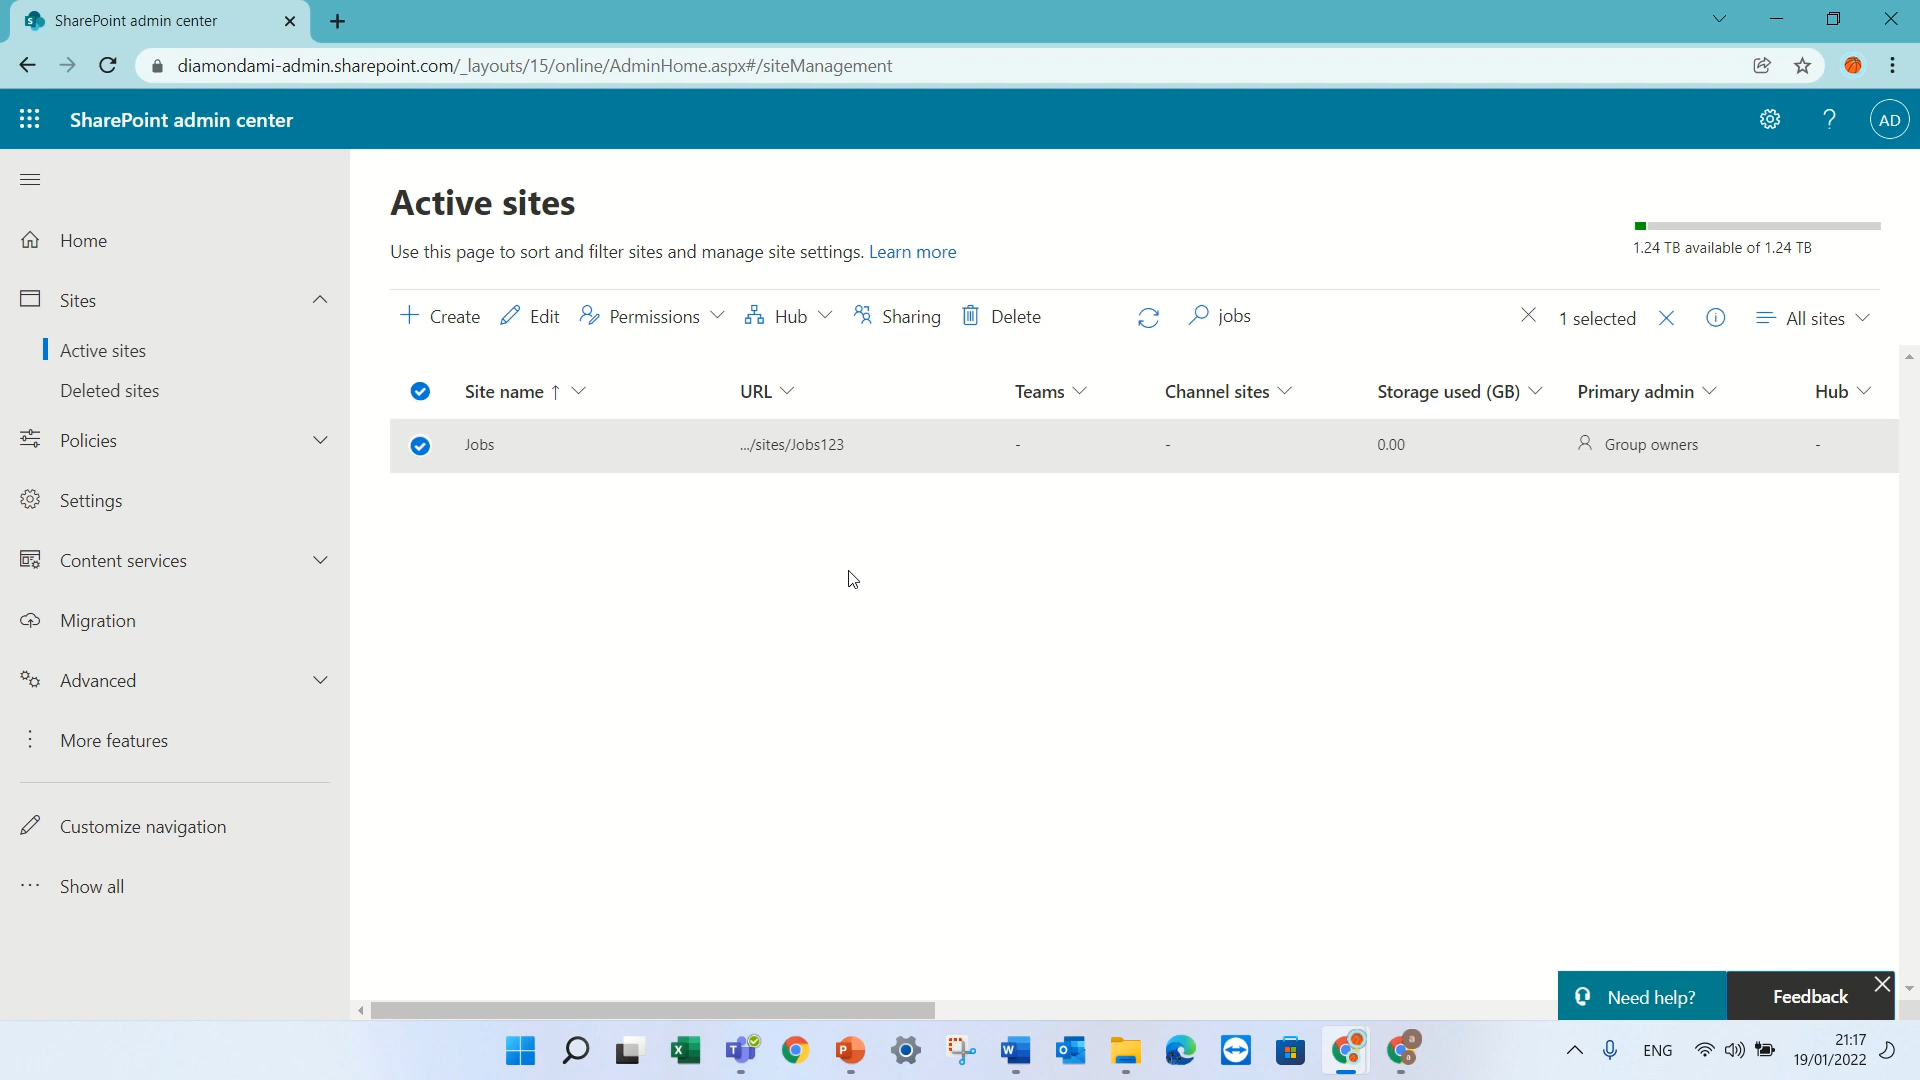 SharePoint admin center
diamondami-admin.sharepoint.com/_layouts/15/online/AdminHome.aspx#/siteManagement
SharePoint admin center
AD
Home
Sites
Active sites
Deleted sites
Policies
Settings
Content services
Migration
Advanced
More features
Customize navigation
Show all
Active sites
Use this page to sort and filter sites and manage site settings. Learn more
1.24 TB available of 1.24 TB
Create Edit Permissions Hub Sharing Delete jobs 1 selected All sites
Site name ↑ URL Teams Channel sites Storage used (GB) Primary admin Hub
Jobs .../sites/Jobs123 - - 0.00 Group owners -
Need help? Feedback
ENG
21:17
19/01/2022